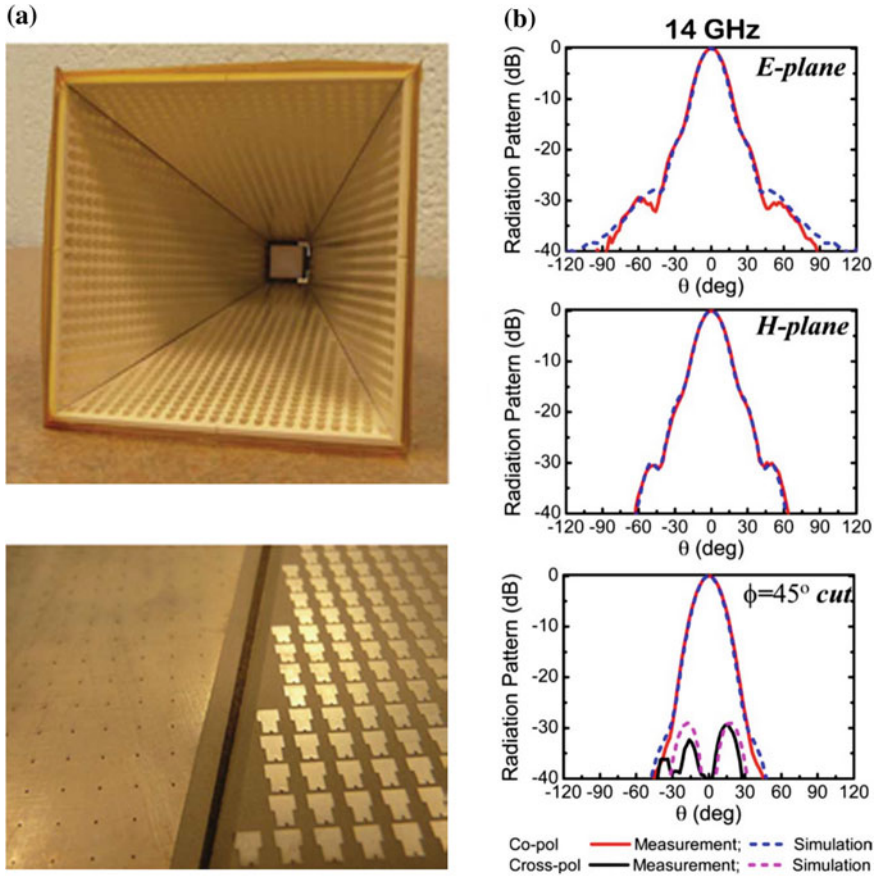 (a)
(b)
14 GHz
E-plane
Radiation Pattern (dB)
0
-10
-20
-30
-40
-120 -90 -60 -30 0 30 60 90 120
θ (deg)
H-plane
Radiation Pattern (dB)
0
-10
-20
-30
-40
-120 -90 -60 -30 0 30 60 90 120
θ (deg)
ϕ=45° cut
Radiation Pattern (dB)
0
-10
-20
-30
-40
-120 -90 -60 -30 0 30 60 90 120
θ (deg)
Co-pol Measurement; Simulation
Cross-pol Measurement; Simulation